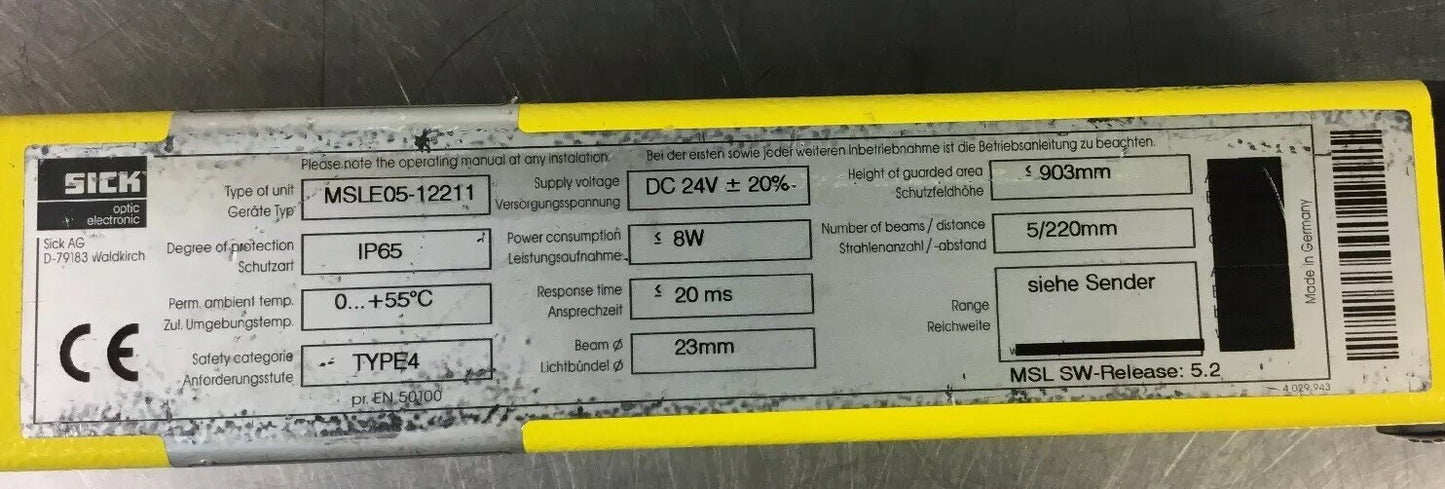 SICK
optic
electronic
Sick AG
D-79183 Waldkirch
Please note the operating manual at any instalation.
Bei der ersten sowie jeder weiteren Inbetriebnahme ist die Betriebsanleitung zu beachten.
Type of unit
Geräte Typ
MSLE05-12211
Degree of protection
Schutzart
IP65
Perm. ambient temp.
Zul. Umgebungstemp.
0...+55°C
Safety categorie
Anforderungsstufe
TYPE4
pr. EN 50100
Supply voltage
Versorgungsspannung
DC 24V ± 20%
Power consumption
Leistungsaufnahme
≤ 8W
Response time
Ansprechzeit
≤ 20 ms
Beam ø
Lichtbündel ø
23mm
Height of guarded area
Schutzfeldhöhe
≤ 903mm
Number of beams / distance
Strahlenanzahl / -abstand
5/220mm
Range
Reichweite
siehe Sender
MSL SW-Release: 5.2
4 029 943
Made in Germany
CE